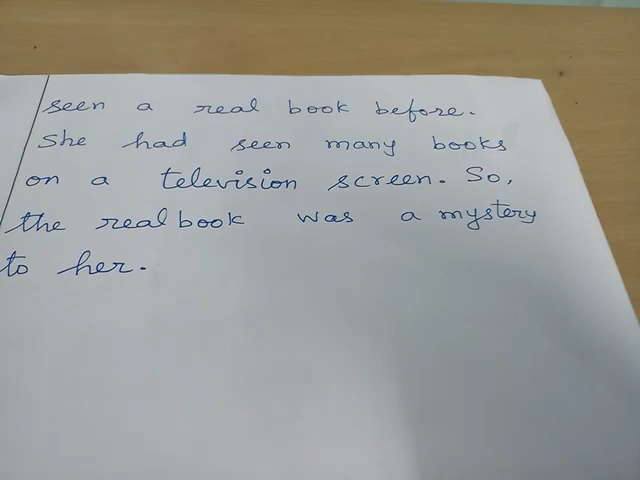 seen a real book before.
She had seen many books
on a television screen. So,
the real book was a mystery
to her.